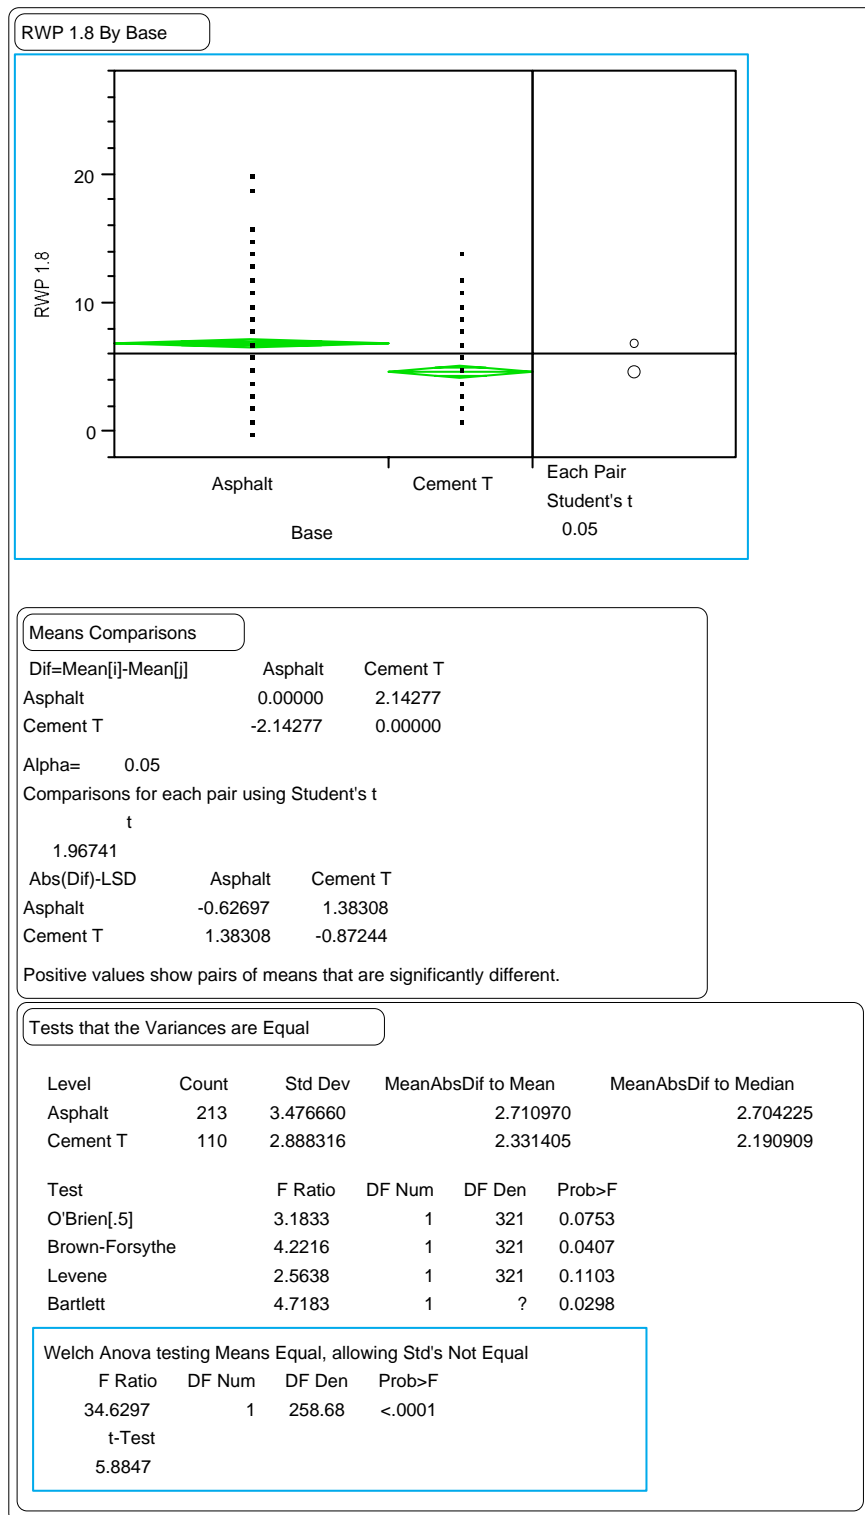 RWP 1.8 By Base
20
10
0
RWP 1.8
Asphalt Cement T
Base
Each Pair
Student's t
0.05
Means Comparisons
Dif=Mean[i]-Mean[j] Asphalt Cement T
Asphalt 0.00000 2.14277
Cement T -2.14277 0.00000
Alpha= 0.05
Comparisons for each pair using Student's t
t
1.96741
Abs(Dif)-LSD Asphalt Cement T
Asphalt -0.62697 1.38308
Cement T 1.38308 -0.87244
Positive values show pairs of means that are significantly different.
Tests that the Variances are Equal
Level Count Std Dev MeanAbsDif to Mean MeanAbsDif to Median
Asphalt 213 3.476660 2.710970 2.704225
Cement T 110 2.888316 2.331405 2.190909
Test F Ratio DF Num DF Den Prob>F
O'Brien[.5] 3.1833 1 321 0.0753
Brown-Forsythe 4.2216 1 321 0.0407
Levene 2.5638 1 321 0.1103
Bartlett 4.7183 1 ? 0.0298
Welch Anova testing Means Equal, allowing Std's Not Equal
F Ratio DF Num DF Den Prob>F
34.6297 1 258.68 <.0001
t-Test
5.8847